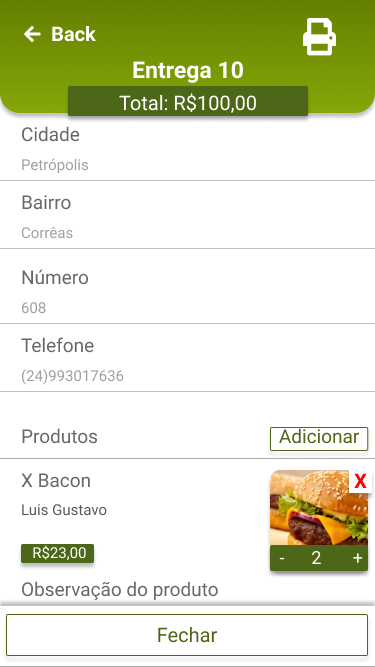 Back
Entrega 10
Total: R$100,00
Cidade
Petrópolis
Bairro
Corrêas
Número
608
Telefone
(24)993017636
Produtos
Adicionar
X Bacon
X
Luis Gustavo
R$23,00
- 2 +
Observação do produto
Fechar